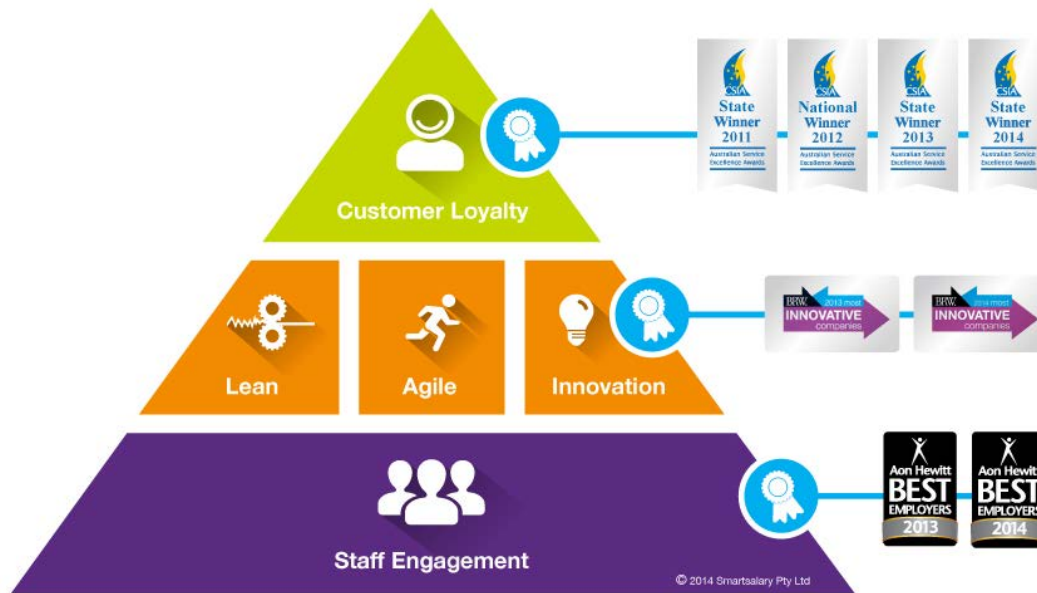 CSIA
State
Winner
2011
Australian Service
Excellence Awards
CSIA
National
Winner
2012
Australian Service
Excellence Awards
CSIA
State
Winner
2013
Australian Service
Excellence Awards
CSIA
State
Winner
2014
Australian Service
Excellence Awards
Customer Loyalty
BRW.
2013 most
INNOVATIVE
companies
BRW.
2014 most
INNOVATIVE
companies
Lean
Agile
Innovation
Aon Hewitt
BEST
EMPLOYERS
2013
Aon Hewitt
BEST
EMPLOYERS
2014
Staff Engagement
© 2014 Smartsalary Pty Ltd